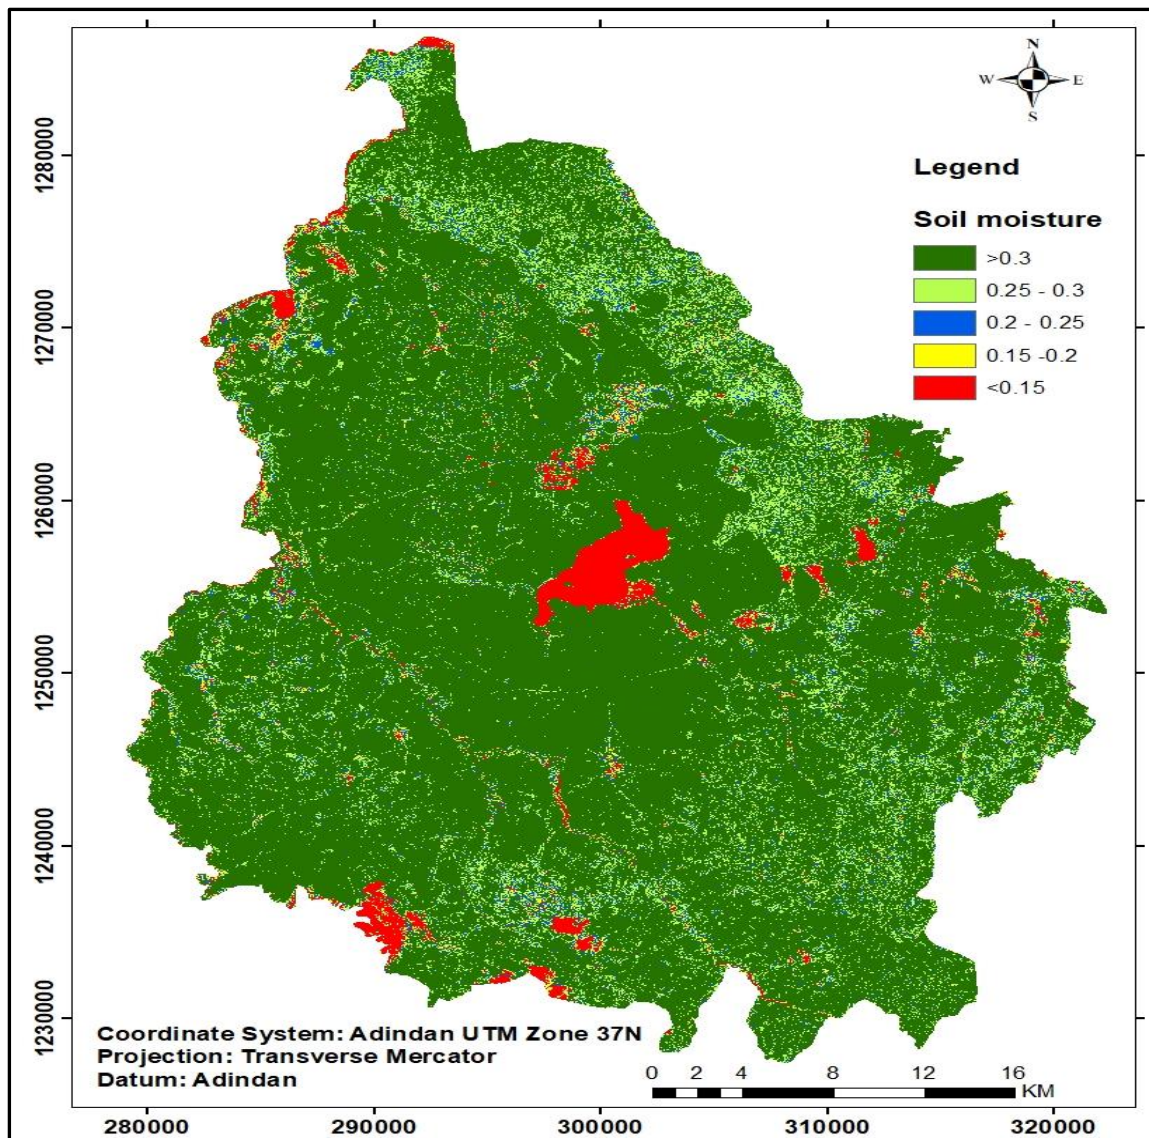 N
W E
S
Legend
Soil moisture
>0.3
0.25 - 0.3
0.2 - 0.25
0.15 -0.2
<0.15
1280000
1270000
1260000
1250000
1240000
1230000
Coordinate System: Adindan UTM Zone 37N
Projection: Transverse Mercator
Datum: Adindan
0 2 4 8 12 16
KM
280000 290000 300000 310000 320000